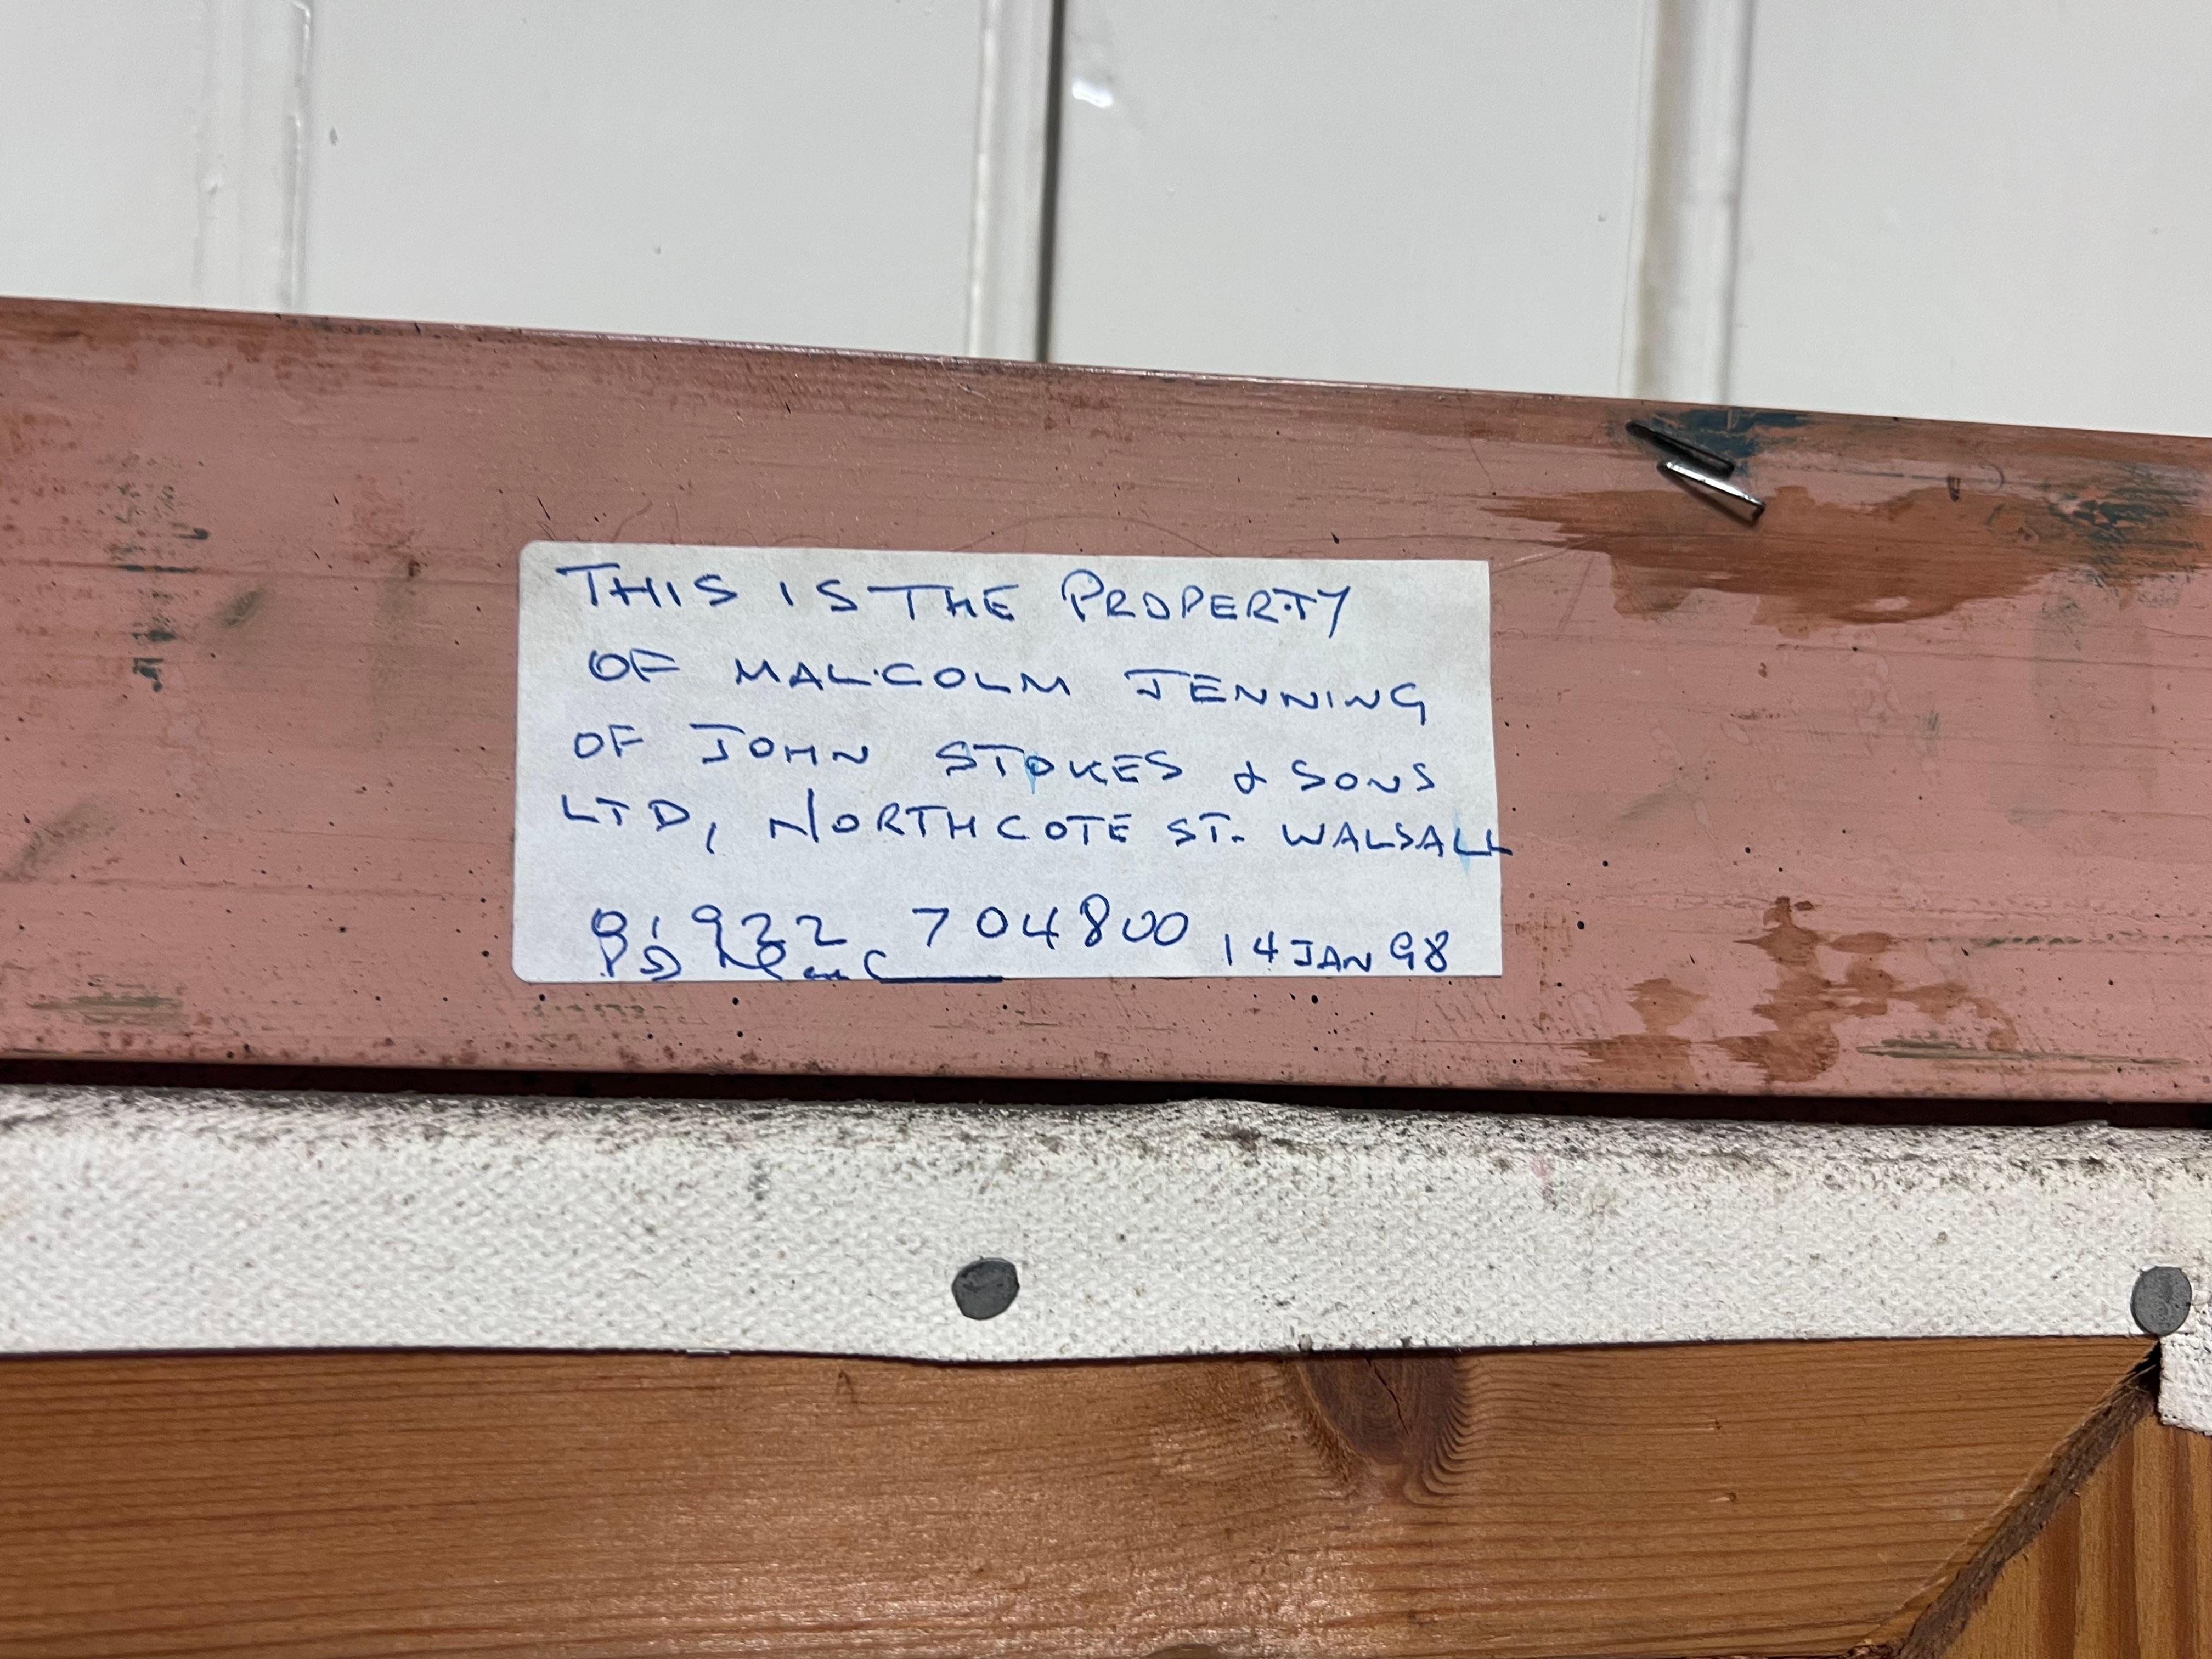 THIS IS THE PROPERTY
OF MALCOLM JENNING
OF JOHN STOKES & SONS
LTD, NORTHCOTE ST. WALSALL
01922 704800 14 JAN 98